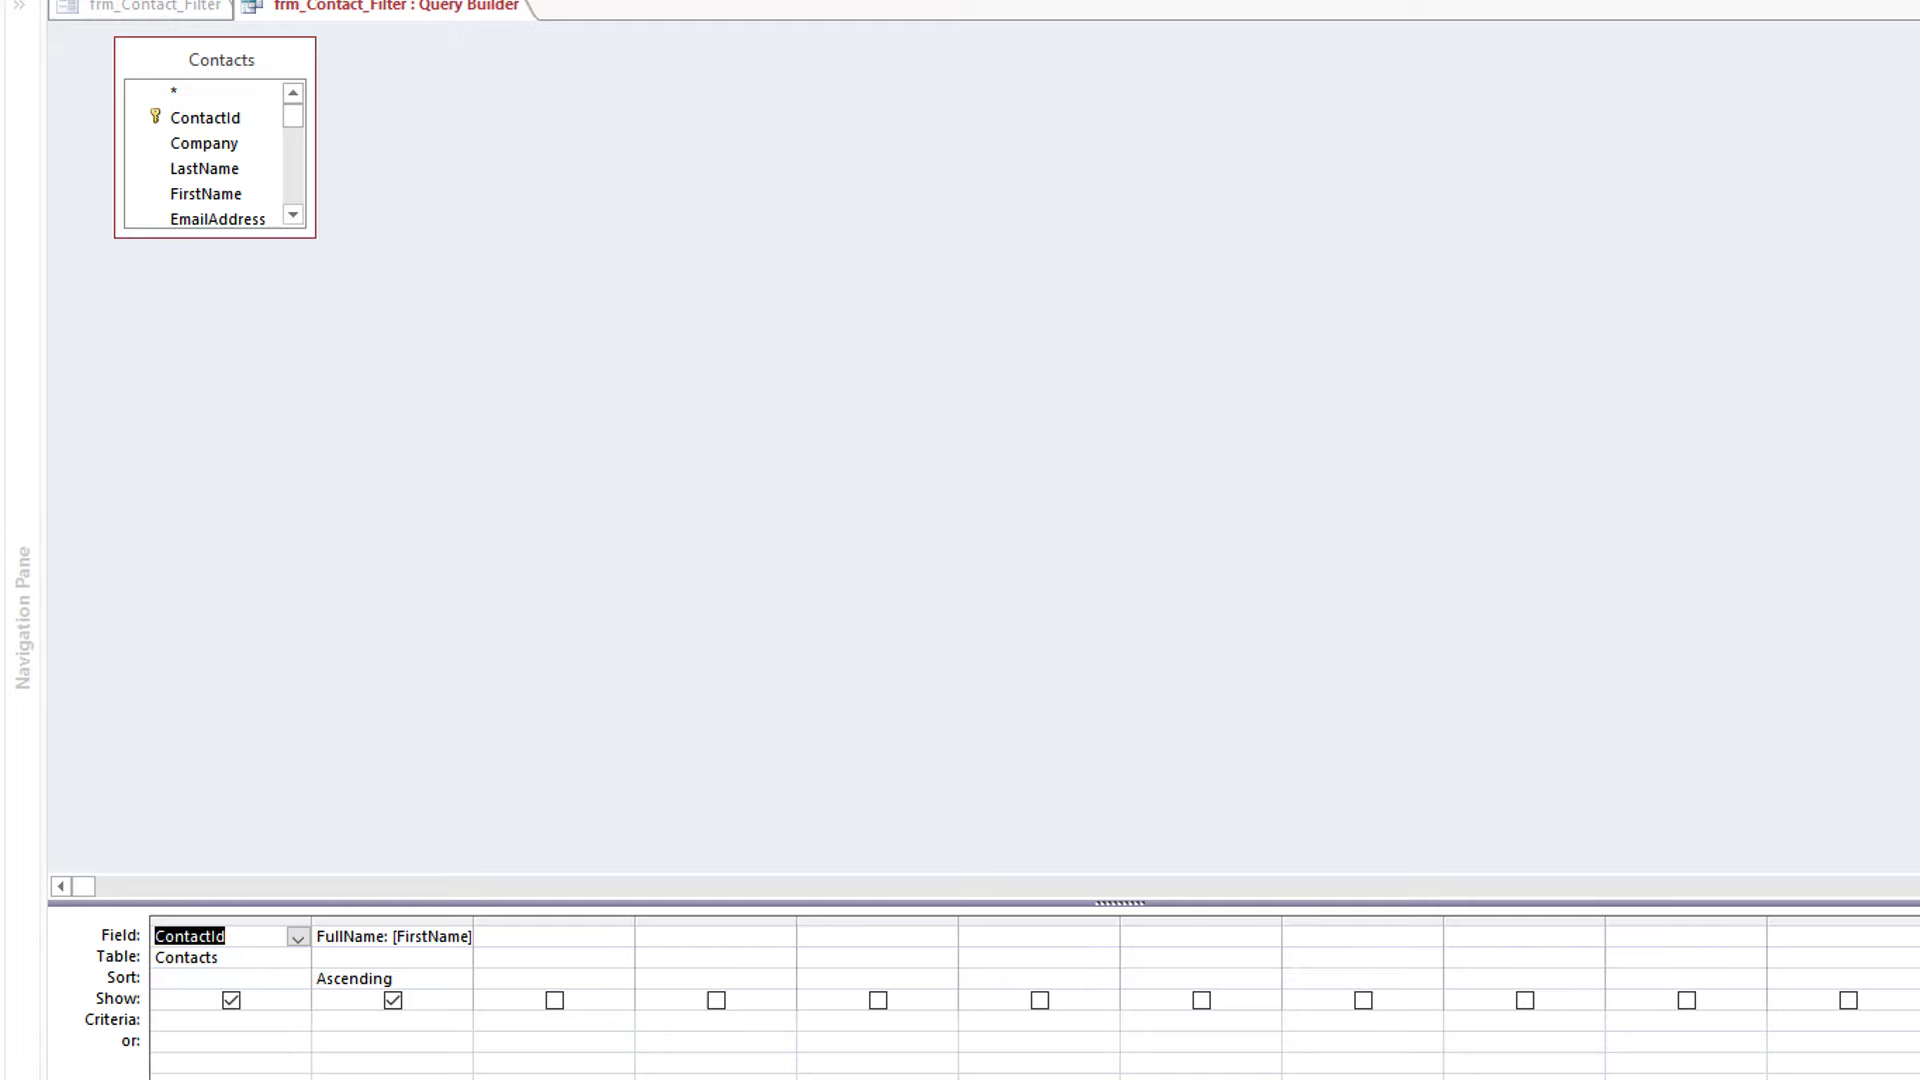 frm_Contact_Filter
frm_Contact_Filter : Query Builder
Contacts
*
ContactId
Company
LastName
FirstName
EmailAddress
Navigation Pane
Field: ContactId FullName: [FirstName]
Table: Contacts
Sort: Ascending
Show:
Criteria:
or: